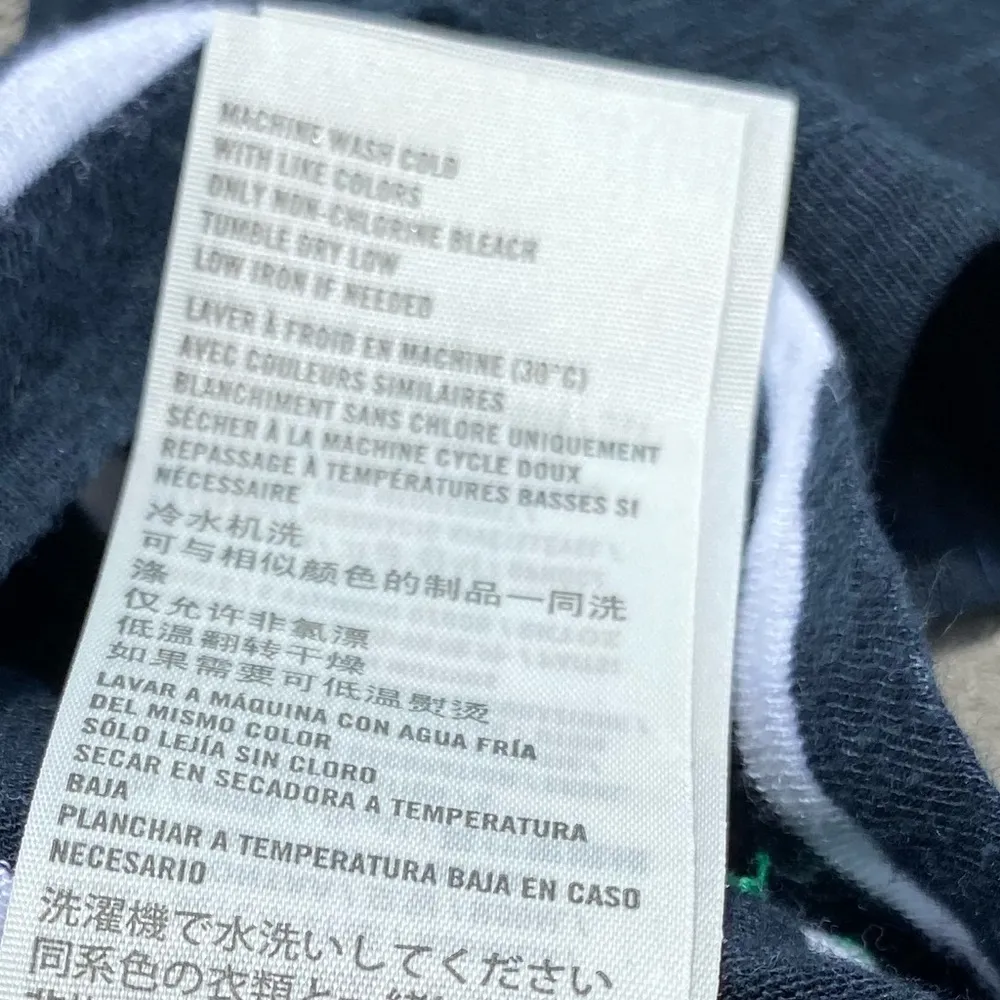 MACHINE WASH COLD
WITH LIKE COLORS
ONLY NON-CHLORINE BLEACH
TUMBLE DRY LOW
LOW IRON IF NEEDED
LAVER À FROID EN MACHINE (30°C)
AVEC COULEURS SIMILAIRES
BLANCHIMENT SANS CHLORE UNIQUEMENT
SÉCHER À LA MACHINE CYCLE DOUX
REPASSAGE À TEMPÉRATURES BASSES SI
NÉCESSAIRE
冷水机洗
可与相似颜色的制品一同洗
涤
仅允许非氯漂
低温翻转干燥
如果需要可低温熨烫
LAVAR A MÁQUINA CON AGUA FRÍA
DEL MISMO COLOR
SÓLO LEJÍA SIN CLORO
SECAR EN SECADORA A TEMPERATURA
BAJA
PLANCHAR A TEMPERATURA BAJA EN CASO
NECESARIO
洗濯機で水洗いしてください
同系色の衣類と一緒